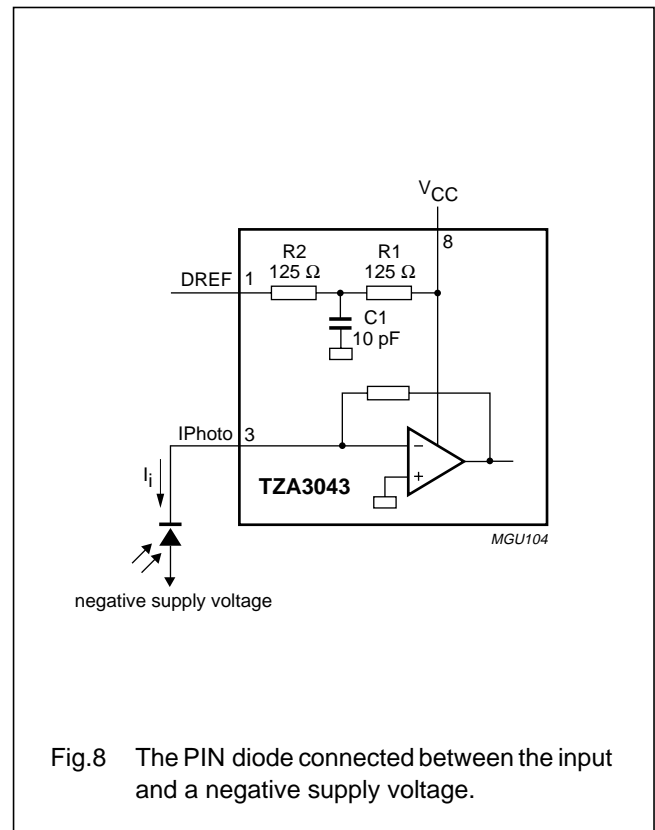 VCC
8
R2
125 Ω
R1
125 Ω
DREF 1
C1
10 pF
IPhoto 3
−
+
Ii
TZA3043
MGU104
negative supply voltage
Fig.8 The PIN diode connected between the input
and a negative supply voltage.